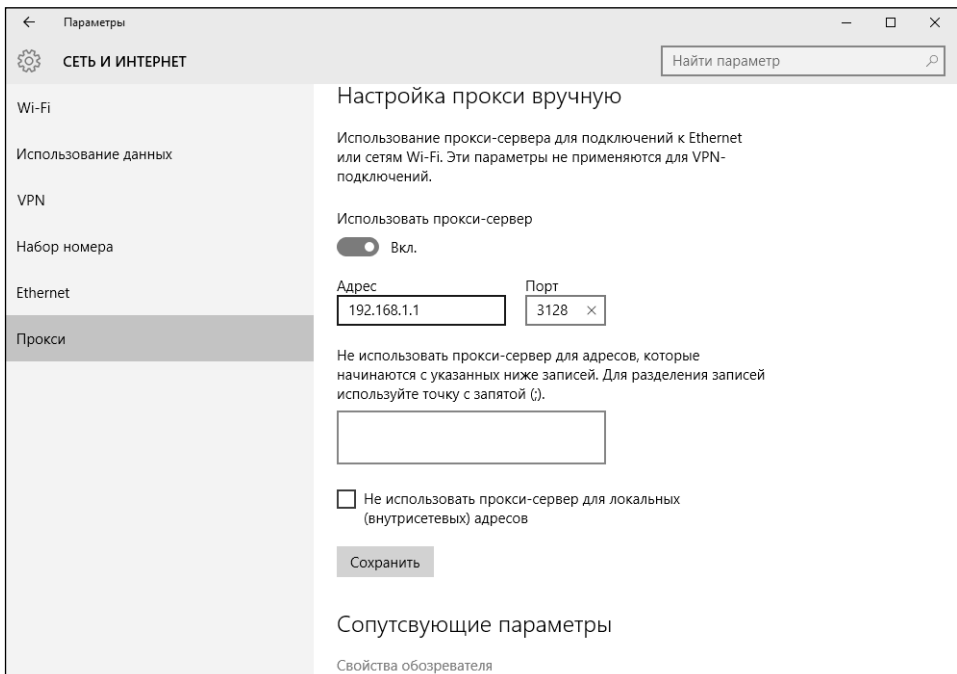 Параметры
СЕТЬ И ИНТЕРНЕТ
Найти параметр
Wi-Fi
Использование данных
VPN
Набор номера
Ethernet
Прокси
Настройка прокси вручную
Использование прокси-сервера для подключений к Ethernet
или сетям Wi-Fi. Эти параметры не применяются для VPN-
подключений.
Использовать прокси-сервер
Вкл.
Адрес Порт
192.168.1.1 3128
Не использовать прокси-сервер для адресов, которые
начинаются с указанных ниже записей. Для разделения записей
используйте точку с запятой (;).
Не использовать прокси-сервер для локальных
(внутрисетевых) адресов
Сохранить
Сопутсвующие параметры
Свойства обозревателя